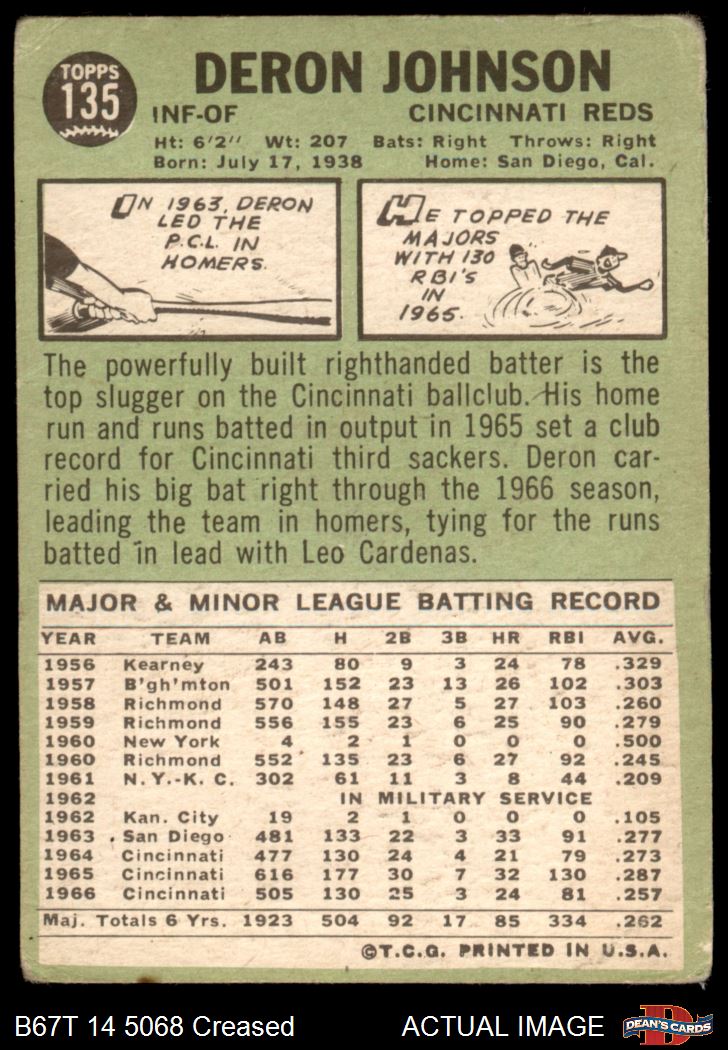 TOPPS
135
DERON JOHNSON
INF-OF CINCINNATI REDS
Ht: 6'2" Wt: 207 Bats: Right Throws: Right
Born: July 17, 1938 Home: San Diego, Cal.
IN 1963, DERON
LED THE
P.C.L. IN
HOMERS.
HE TOPPED THE
MAJORS
WITH 130
RBI'S
IN
1965.
The powerfully built righthanded batter is the
top slugger on the Cincinnati ballclub. His home
run and runs batted in output in 1965 set a club
record for Cincinnati third sackers. Deron car-
ried his big bat right through the 1966 season,
leading the team in homers, tying for the runs
batted in lead with Leo Cardenas.
MAJOR & MINOR LEAGUE BATTING RECORD
YEAR TEAM AB H 2B 3B HR RBI AVG.
1956 Kearney 243 80 9 3 24 78 .329
1957 B'gh'mton 501 152 23 13 26 102 .303
1958 Richmond 570 148 27 5 27 103 .260
1959 Richmond 556 155 23 6 25 90 .279
1960 New York 4 2 1 0 0 0 .500
1960 Richmond 552 135 23 6 27 92 .245
1961 N.Y.-K. C. 302 61 11 3 8 44 .209
1962 IN MILITARY SERVICE
1962 Kan. City 19 2 1 0 0 0 .105
1963 San Diego 481 133 22 3 33 91 .277
1964 Cincinnati 477 130 24 4 21 79 .273
1965 Cincinnati 616 177 30 7 32 130 .287
1966 Cincinnati 505 130 25 3 24 81 .257
Maj. Totals 6 Yrs. 1923 504 92 17 85 334 .262
©T.C.G. PRINTED IN U.S.A.
B67T 14 5068 Creased ACTUAL IMAGE
D
DEAN'S CARDS